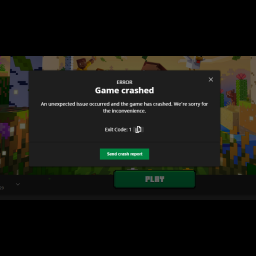 ERROR
Game crashed
An unexpected issue occurred and the game has crashed. We're sorry for
the inconvenience.
Exit Code: 1
Send crash report
PLAY